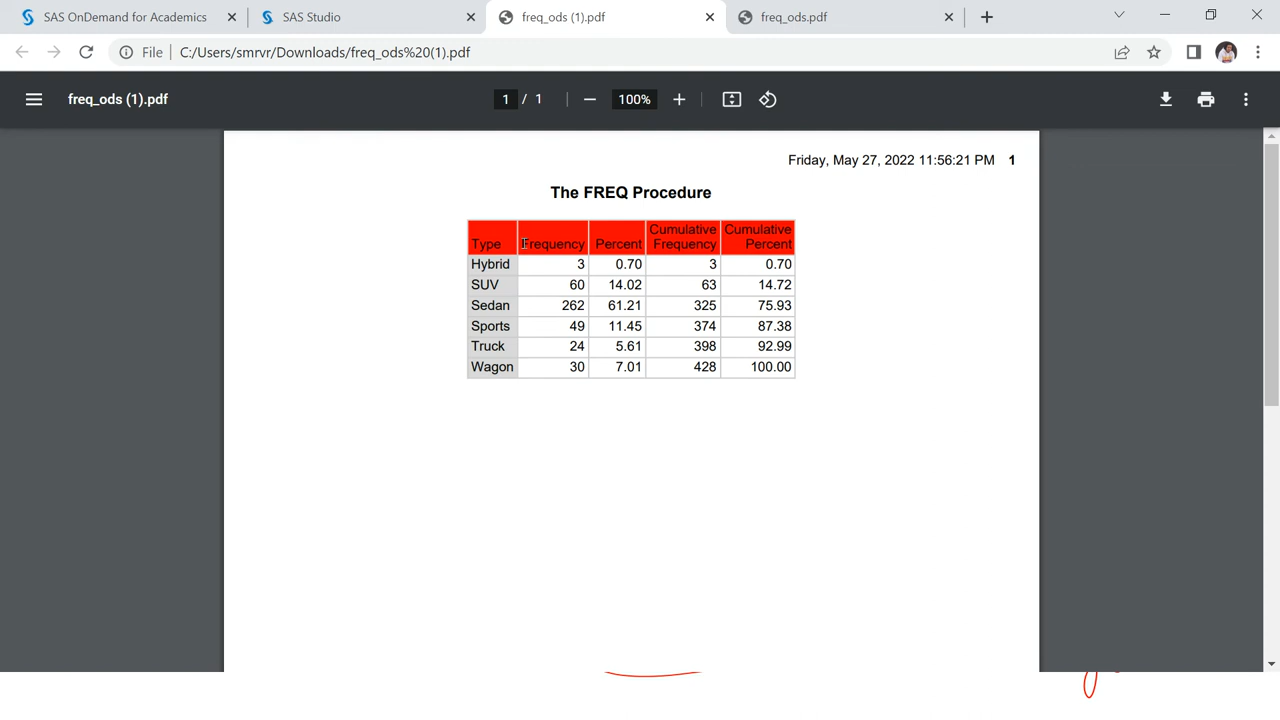 SAS OnDemand for Academics
SAS Studio
freq_ods (1).pdf
freq_ods.pdf
File
C:/Users/smrvr/Downloads/freq_ods%20(1).pdf
freq_ods (1).pdf
1 / 1
100%
Friday, May 27, 2022 11:56:21 PM 1
The FREQ Procedure
Type Frequency Percent Cumulative Frequency Cumulative Percent
Hybrid 3 0.70 3 0.70
SUV 60 14.02 63 14.72
Sedan 262 61.21 325 75.93
Sports 49 11.45 374 87.38
Truck 24 5.61 398 92.99
Wagon 30 7.01 428 100.00